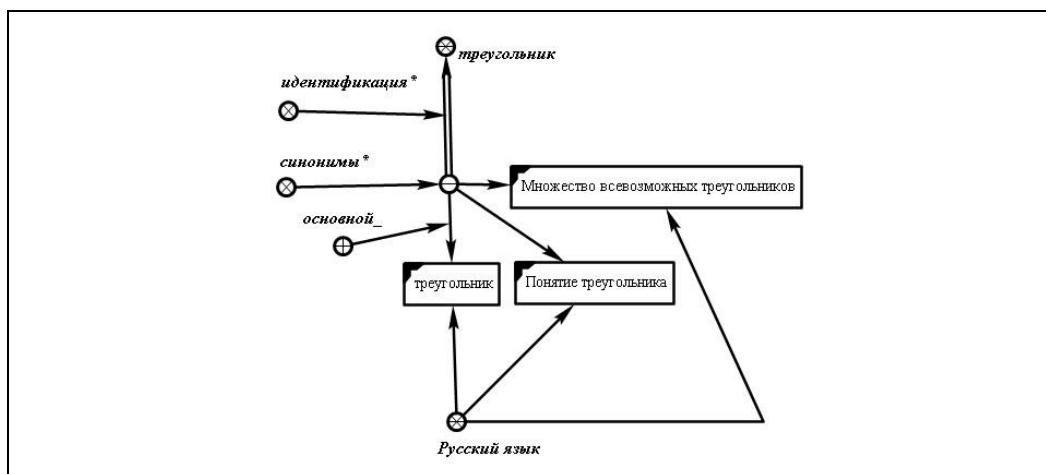 треугольник
идентификация*
синонимы*
Множество всевозможных треугольников
основной_
треугольник
Понятие треугольника
Русский язык